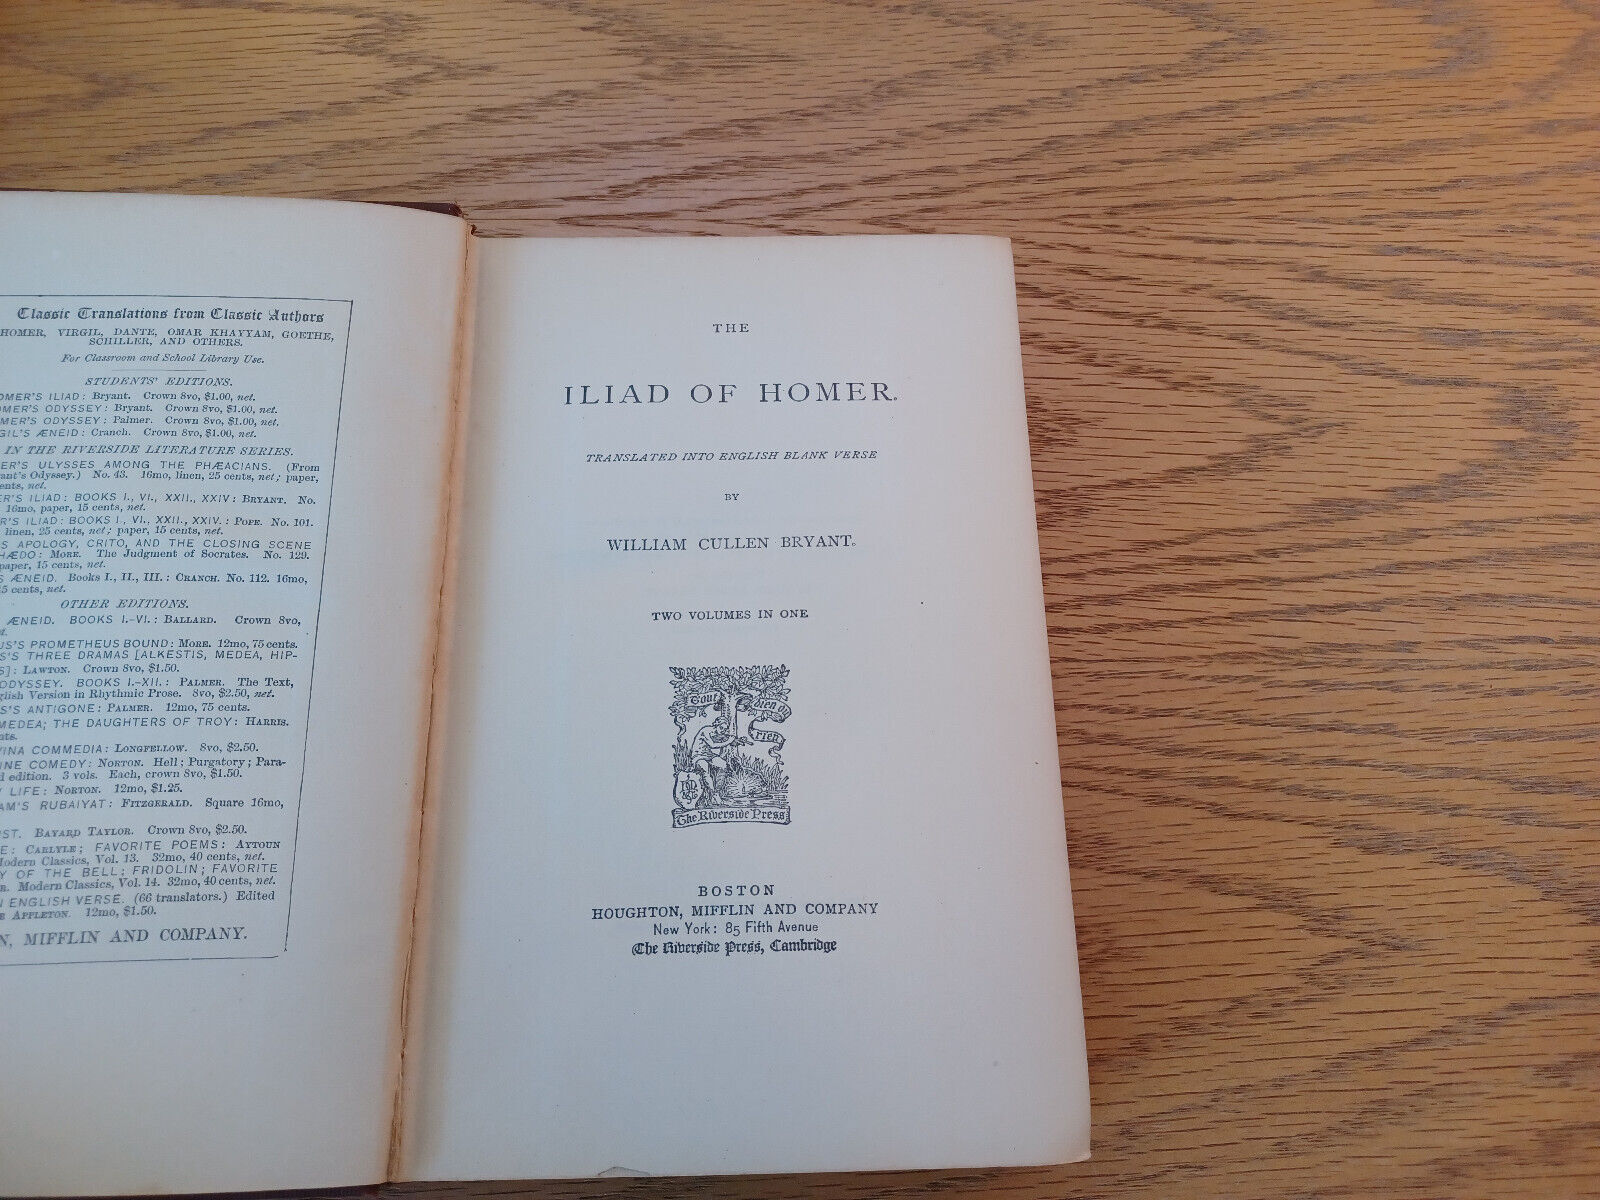 Classic Translations from Classic Authors
HOMER, VIRGIL, DANTE, OMAR KHAYYAM, GOETHE,
SCHILLER, AND OTHERS.
For Classroom and School Library Use.
STUDENTS' EDITIONS.
OMER'S ILIAD: Bryant. Crown 8vo, $1.00, net.
OMER'S ODYSSEY: Bryant. Crown 8vo, $1.00, net.
MER'S ODYSSEY: Palmer. Crown 8vo, $1.00, net.
GIL'S ÆNEID: Cranch. Crown 8vo, $1.00, net.
IN THE RIVERSIDE LITERATURE SERIES.
ER'S ULYSSES AMONG THE PHÆACIANS. (From
ant's Odyssey.) No. 43. 16mo, linen, 25 cents, net; paper,
ents, net.
ER'S ILIAD: BOOKS I., VI., XXII., XXIV: BRYANT. No.
16mo, paper, 15 cents, net.
R'S ILIAD: BOOKS I., VI., XXII., XXIV.: POPE. No. 101.
linen, 25 cents, net; paper, 15 cents, net.
S APOLOGY, CRITO, AND THE CLOSING SCENE
HÆDO: MORE. The Judgment of Socrates. No. 129.
paper, 15 cents, net.
S ÆNEID. Books I., II., III.: CRANCH. No. 112. 16mo,
5 cents, net.
OTHER EDITIONS.
ÆNEID. BOOKS I.-VI.: BALLARD. Crown 8vo,
t.
US'S PROMETHEUS BOUND: MORE. 12mo, 75 cents.
S'S THREE DRAMAS [ALKESTIS, MEDEA, HIP-
S]: LAWTON. Crown 8vo, $1.50.
ODYSSEY. BOOKS I.-XII.: PALMER. The Text,
glish Version in Rhythmic Prose. 8vo, $2.50, net.
S'S ANTIGONE: PALMER. 12mo, 75 cents.
MEDEA; THE DAUGHTERS OF TROY: HARRIS.
nts.
VINA COMMEDIA: LONGFELLOW. 8vo, $2.50.
INE COMEDY: NORTON. Hell; Purgatory; Para-
d edition. 3 vols. Each, crown 8vo, $1.50.
LIFE: NORTON. 12mo, $1.25.
AM'S RUBAIYAT: FITZGERALD. Square 16mo,
ST. BAYARD TAYLOR. Crown 8vo, $2.50.
E: CARLYLE; FAVORITE POEMS: AYTOUN
Modern Classics, Vol. 13. 32mo, 40 cents, net.
Y OF THE BELL; FRIDOLIN; FAVORITE
R. Modern Classics, Vol. 14. 32mo, 40 cents, net.
N ENGLISH VERSE. (66 translators.) Edited
APPLETON. 12mo, $1.50.
N, MIFFLIN AND COMPANY.
THE
ILIAD OF HOMER.
TRANSLATED INTO ENGLISH BLANK VERSE
BY
WILLIAM CULLEN BRYANT.
TWO VOLUMES IN ONE
Tout bien ou
rien
The Riverside Press
BOSTON
HOUGHTON, MIFFLIN AND COMPANY
New York: 85 Fifth Avenue
The Riverside Press, Cambridge